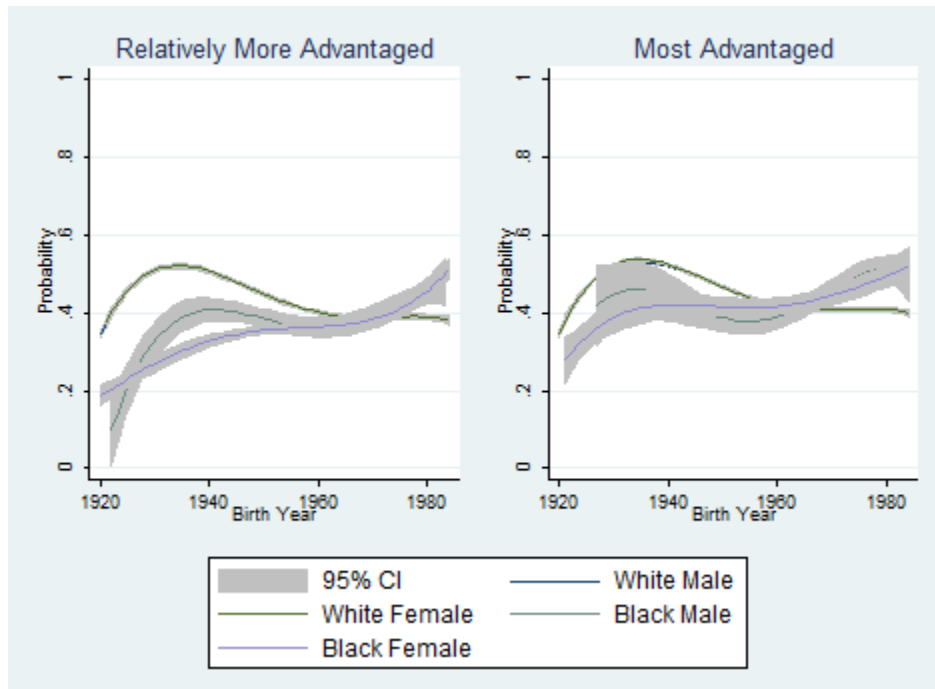 Relatively More Advantaged
Probability
0 .2 .4 .6 .8 1
1920 1940 1960 1980
Birth Year
Most Advantaged
Probability
0 .2 .4 .6 .8 1
1920 1940 1960 1980
Birth Year
95% CI
White Male
White Female
Black Male
Black Female